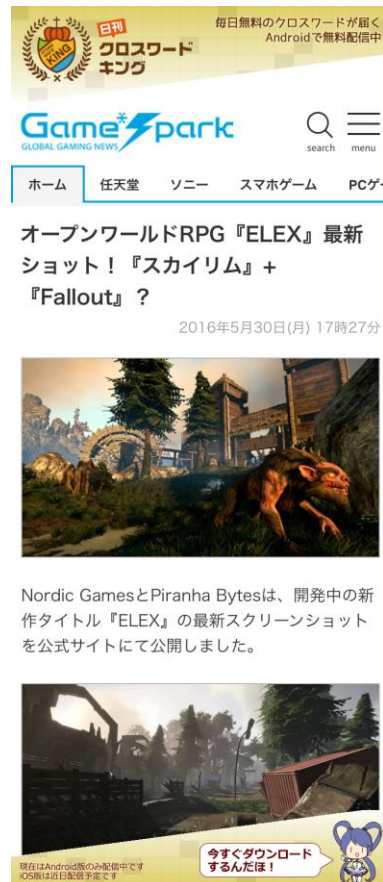 日刊
クロスワード
キング
KING
毎日無料のクロスワードが届く
Androidで無料配信中
Game*Spark
GLOBAL GAMING NEWS
search
menu
ホーム 任天堂 ソニー スマホゲーム PCゲ
オープンワールドRPG『ELEX』最新
ショット！『スカイリム』+
『Fallout』？
2016年5月30日(月) 17時27分
Nordic GamesとPiranha Bytesは、開発中の新
作タイトル『ELEX』の最新スクリーンショット
を公式サイトにて公開しました。
現在はAndroid版のみ配信中です
iOS版は近日配信予定です
今すぐダウンロード
するんだほ！